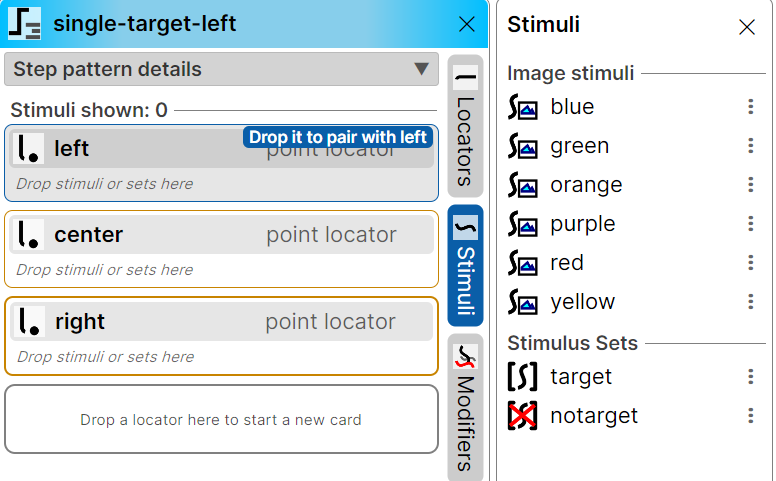 single-target-left
Step pattern details
Stimuli shown: 0
Drop it to pair with left
left point locator
Drop stimuli or sets here
center point locator
Drop stimuli or sets here
right point locator
Drop stimuli or sets here
Drop a locator here to start a new card
Locators
Stimuli
Modifiers
Stimuli
Image stimuli
blue
green
orange
purple
red
yellow
Stimulus Sets
target
notarget